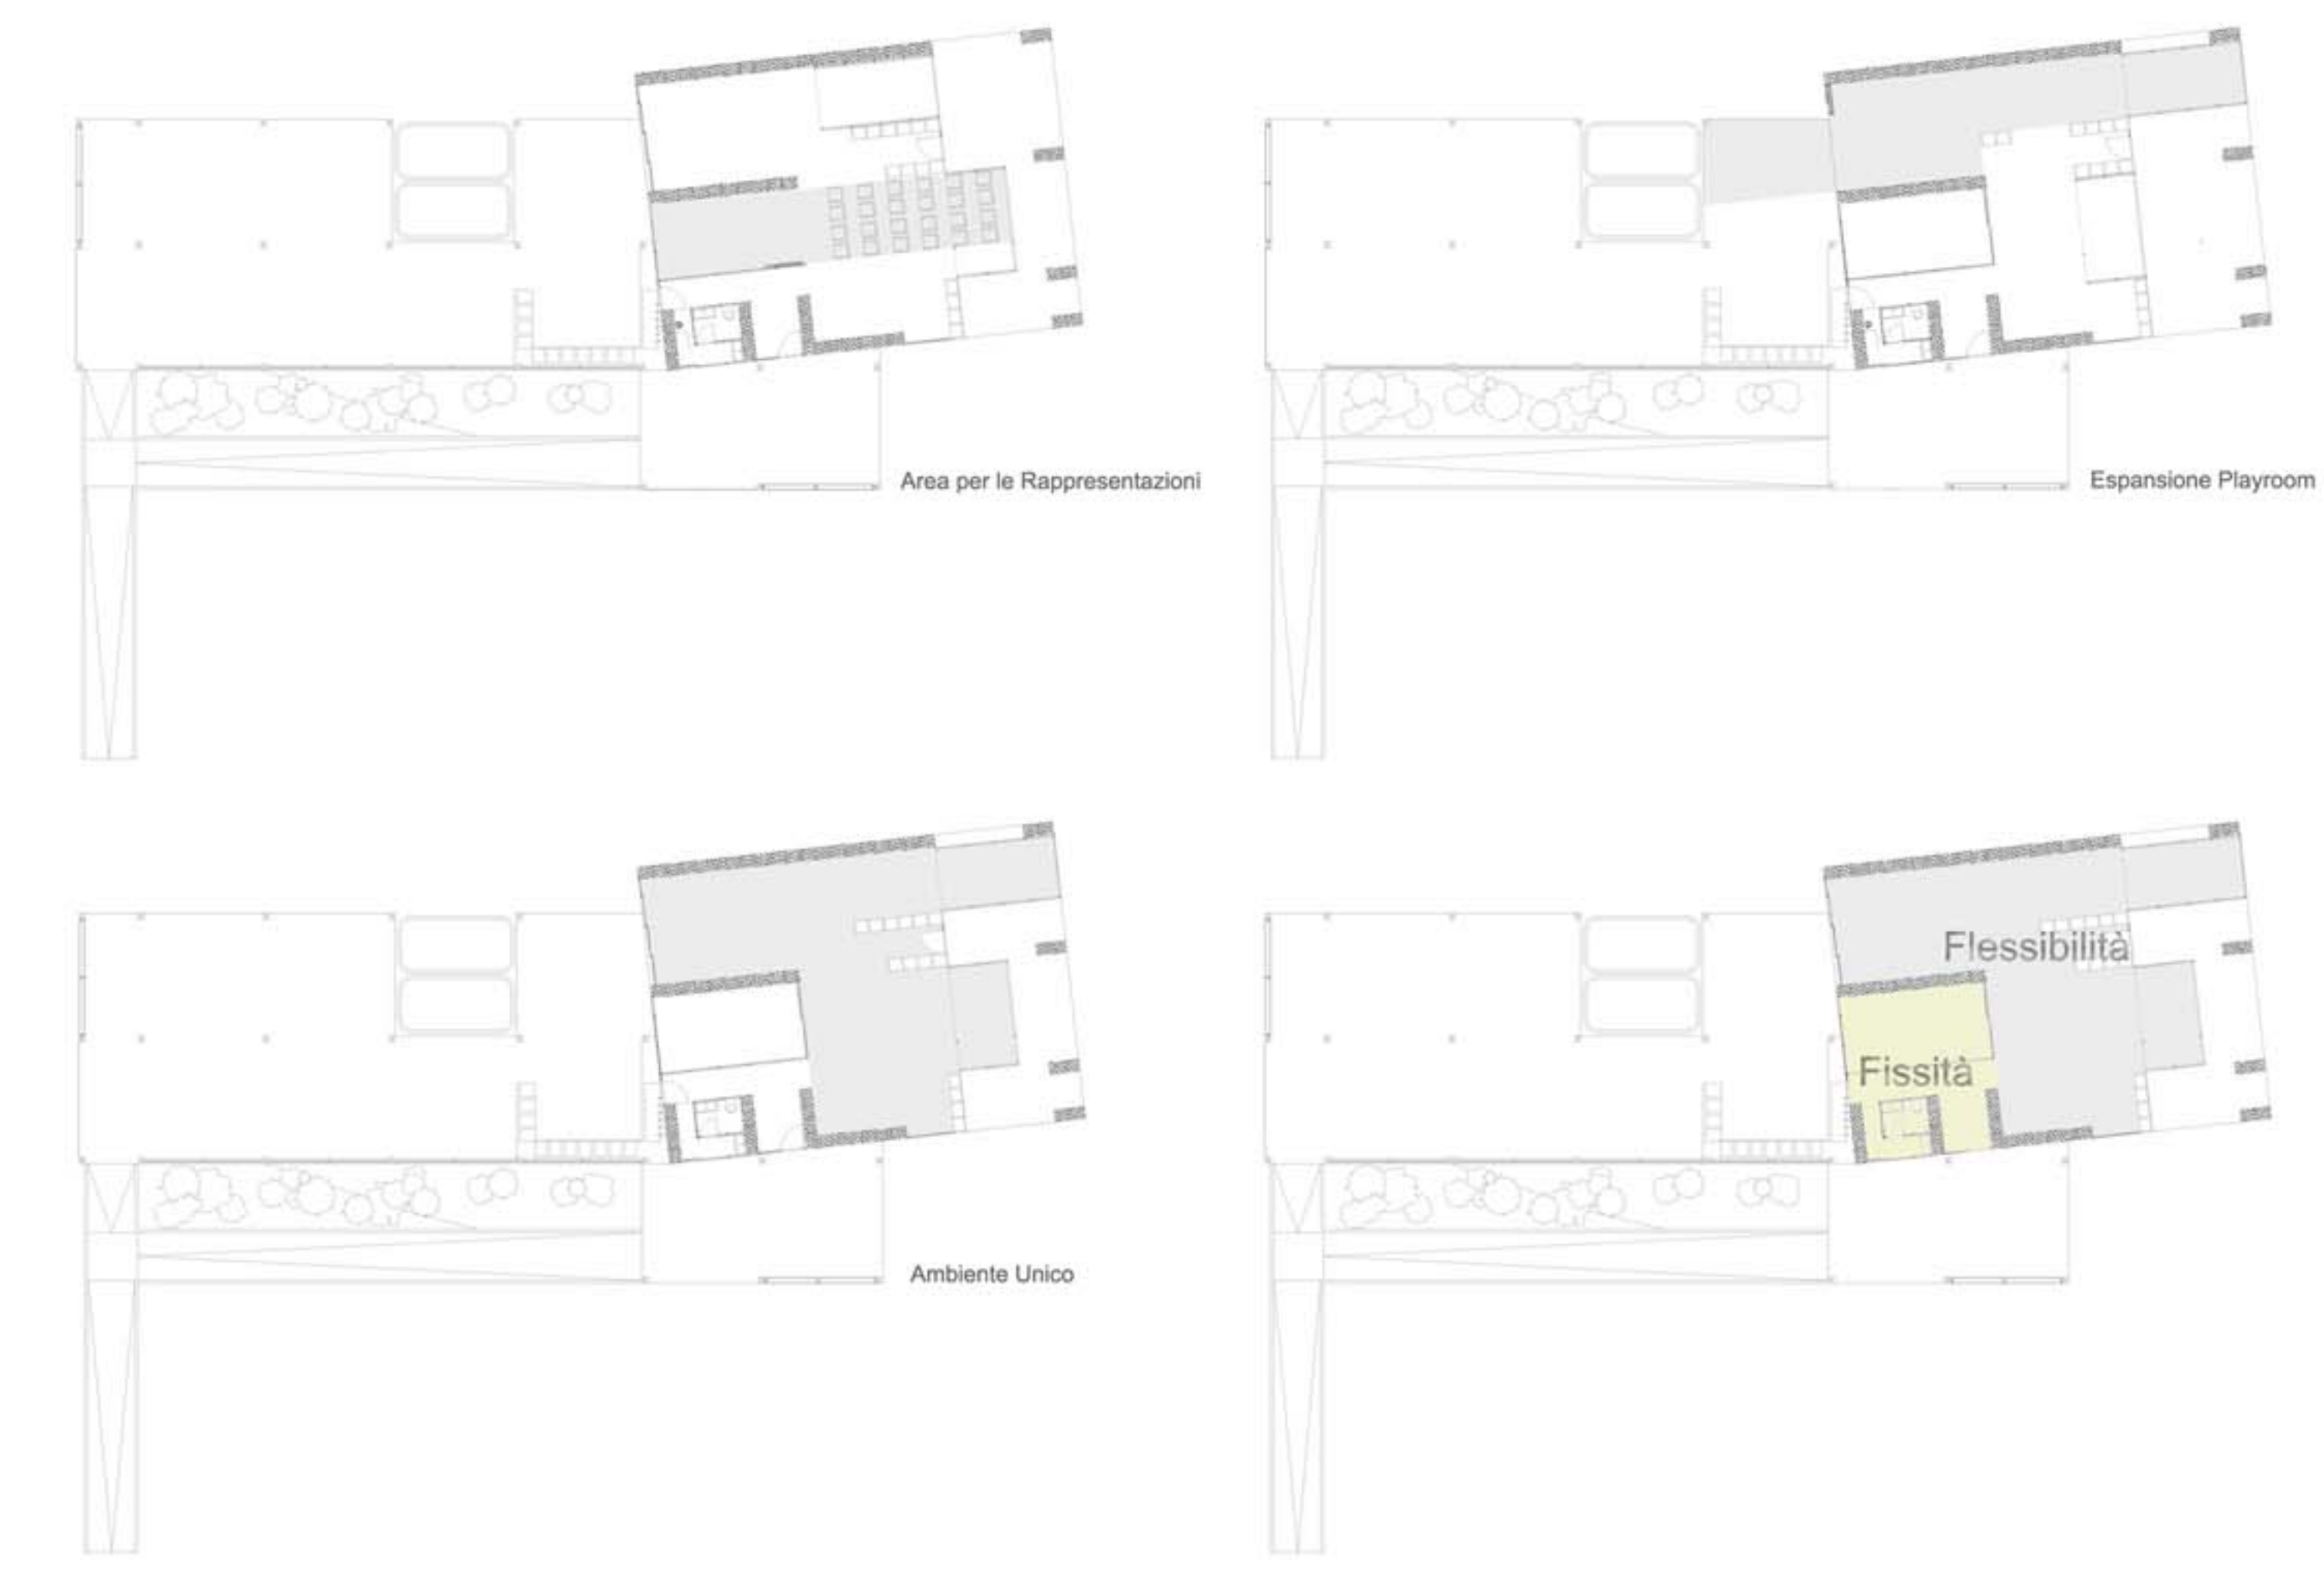 Area per le Rappresentazioni
Espansione Playroom
Ambiente Unico
Flessibilità
Fissità